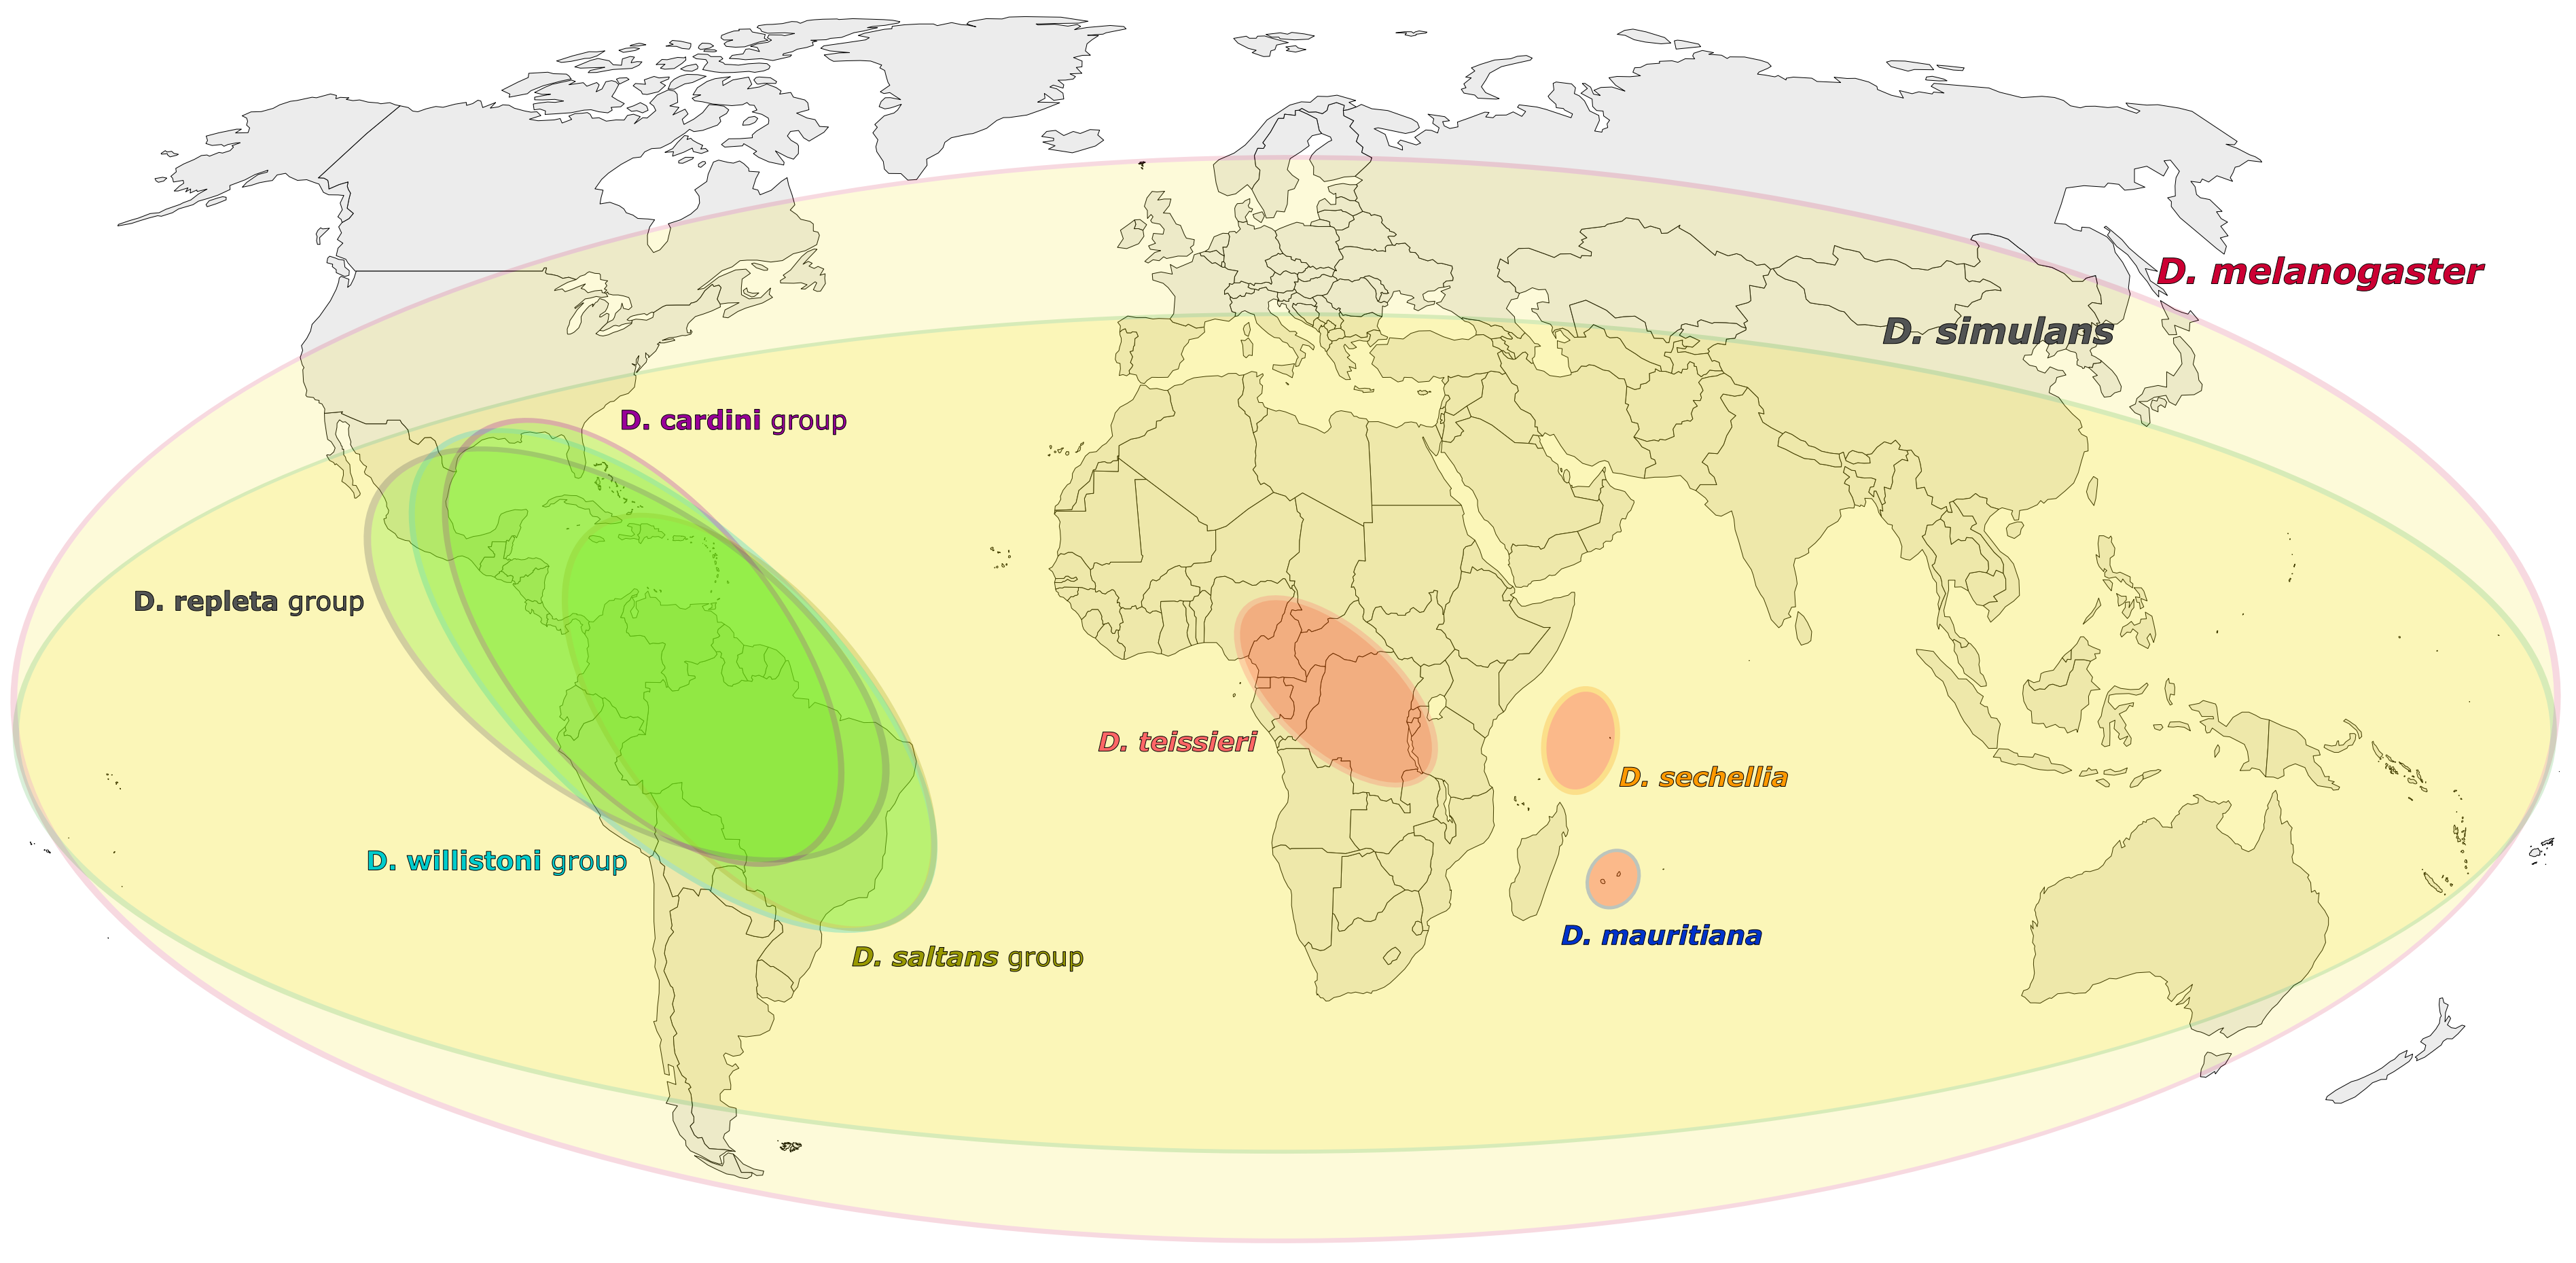 D. melanogaster
D. simulans
D. cardini group
D. repleta group
D. teissieri
D. sechellia
D. willistoni group
D. mauritiana
D. saltans group